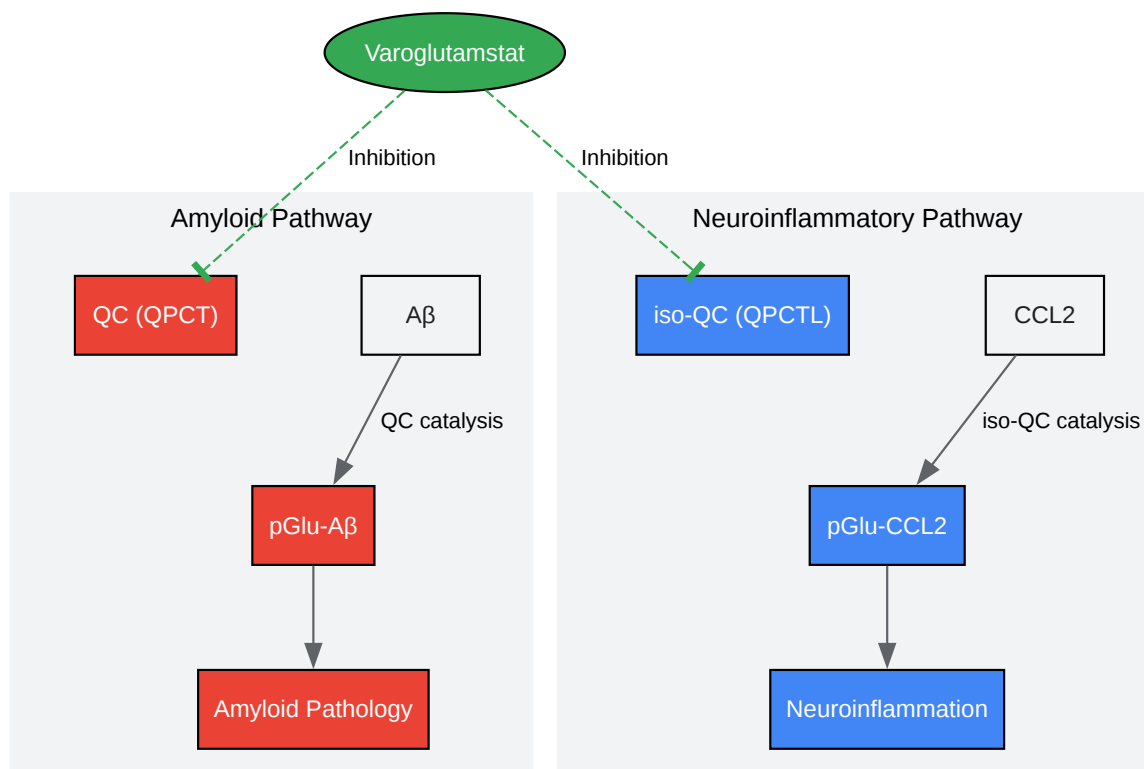 Varoglutamstat
Inhibition
Inhibition
Amyloid Pathway
Neuroinflammatory Pathway
QC (QPCT)
Aβ
iso-QC (QPCTL)
CCL2
QC catalysis
iso-QC catalysis
pGlu-Aβ
pGlu-CCL2
Amyloid Pathology
Neuroinflammation